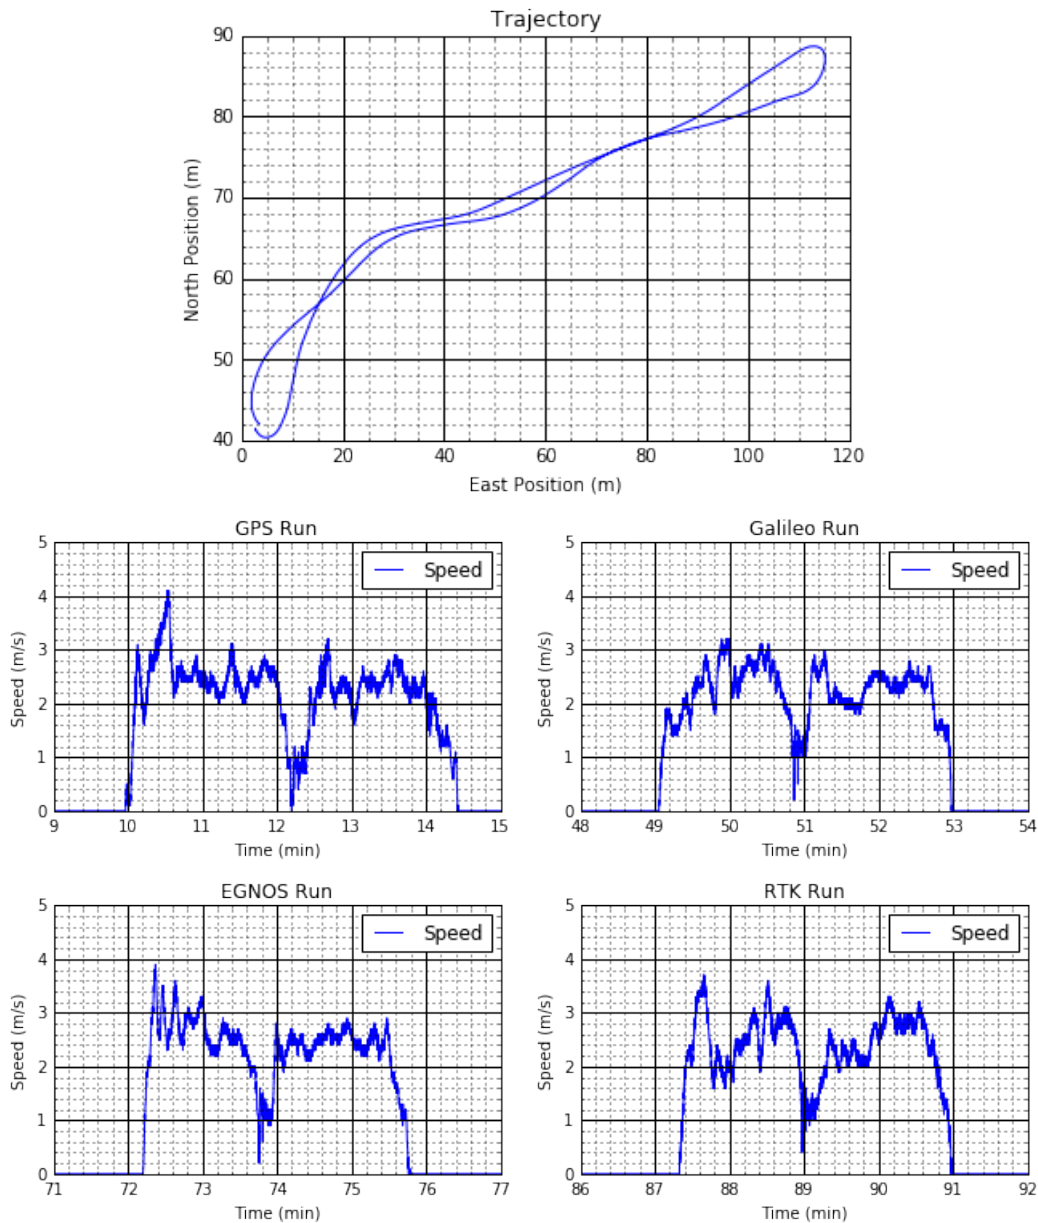 Trajectory
90
80
70
60
50
40
North Position (m)
0 20 40 60 80 100 120
East Position (m)
GPS Run
5
4
3
2
1
0
Speed (m/s)
Speed
9 10 11 12 13 14 15
Time (min)
Galileo Run
5
4
3
2
1
0
Speed (m/s)
Speed
48 49 50 51 52 53 54
Time (min)
EGNOS Run
5
4
3
2
1
0
Speed (m/s)
Speed
71 72 73 74 75 76 77
Time (min)
RTK Run
5
4
3
2
1
0
Speed (m/s)
Speed
86 87 88 89 90 91 92
Time (min)